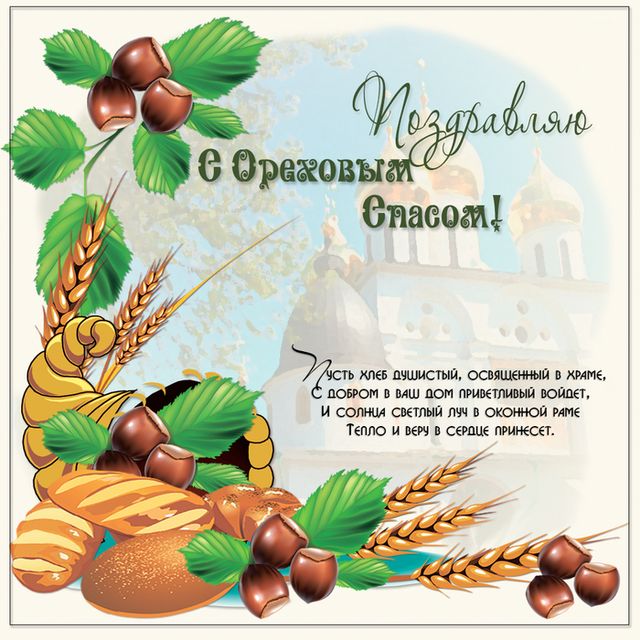 Поздравляю
с Ореховым
Спасом!
Пусть хлеб душистый, освященный в храме,
С добром в ваш дом приветливый войдет,
И солнца светлый луч в оконной раме
Тепло и веру в сердце принесет.